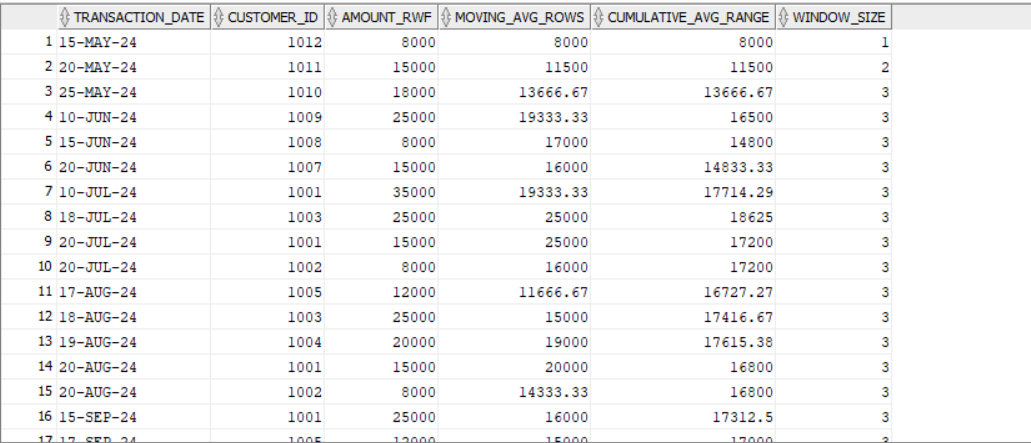 TRANSACTION_DATE CUSTOMER_ID AMOUNT_RWF MOVING_AVG_ROWS CUMULATIVE_AVG_RANGE WINDOW_SIZE
1 15-MAY-24 1012 8000 8000 8000 1
2 20-MAY-24 1011 15000 11500 11500 2
3 25-MAY-24 1010 18000 13666.67 13666.67 3
4 10-JUN-24 1009 25000 19333.33 16500 3
5 15-JUN-24 1008 8000 17000 14800 3
6 20-JUN-24 1007 15000 16000 14833.33 3
7 10-JUL-24 1001 35000 19333.33 17714.29 3
8 18-JUL-24 1003 25000 25000 18625 3
9 20-JUL-24 1001 15000 25000 17200 3
10 20-JUL-24 1002 8000 16000 17200 3
11 17-AUG-24 1005 12000 11666.67 16727.27 3
12 18-AUG-24 1003 25000 15000 17416.67 3
13 19-AUG-24 1004 20000 19000 17615.38 3
14 20-AUG-24 1001 15000 20000 16800 3
15 20-AUG-24 1002 8000 14333.33 16800 3
16 15-SEP-24 1001 25000 16000 17312.5 3
17 17-SEP-24 1005 12000 15000 17000 3